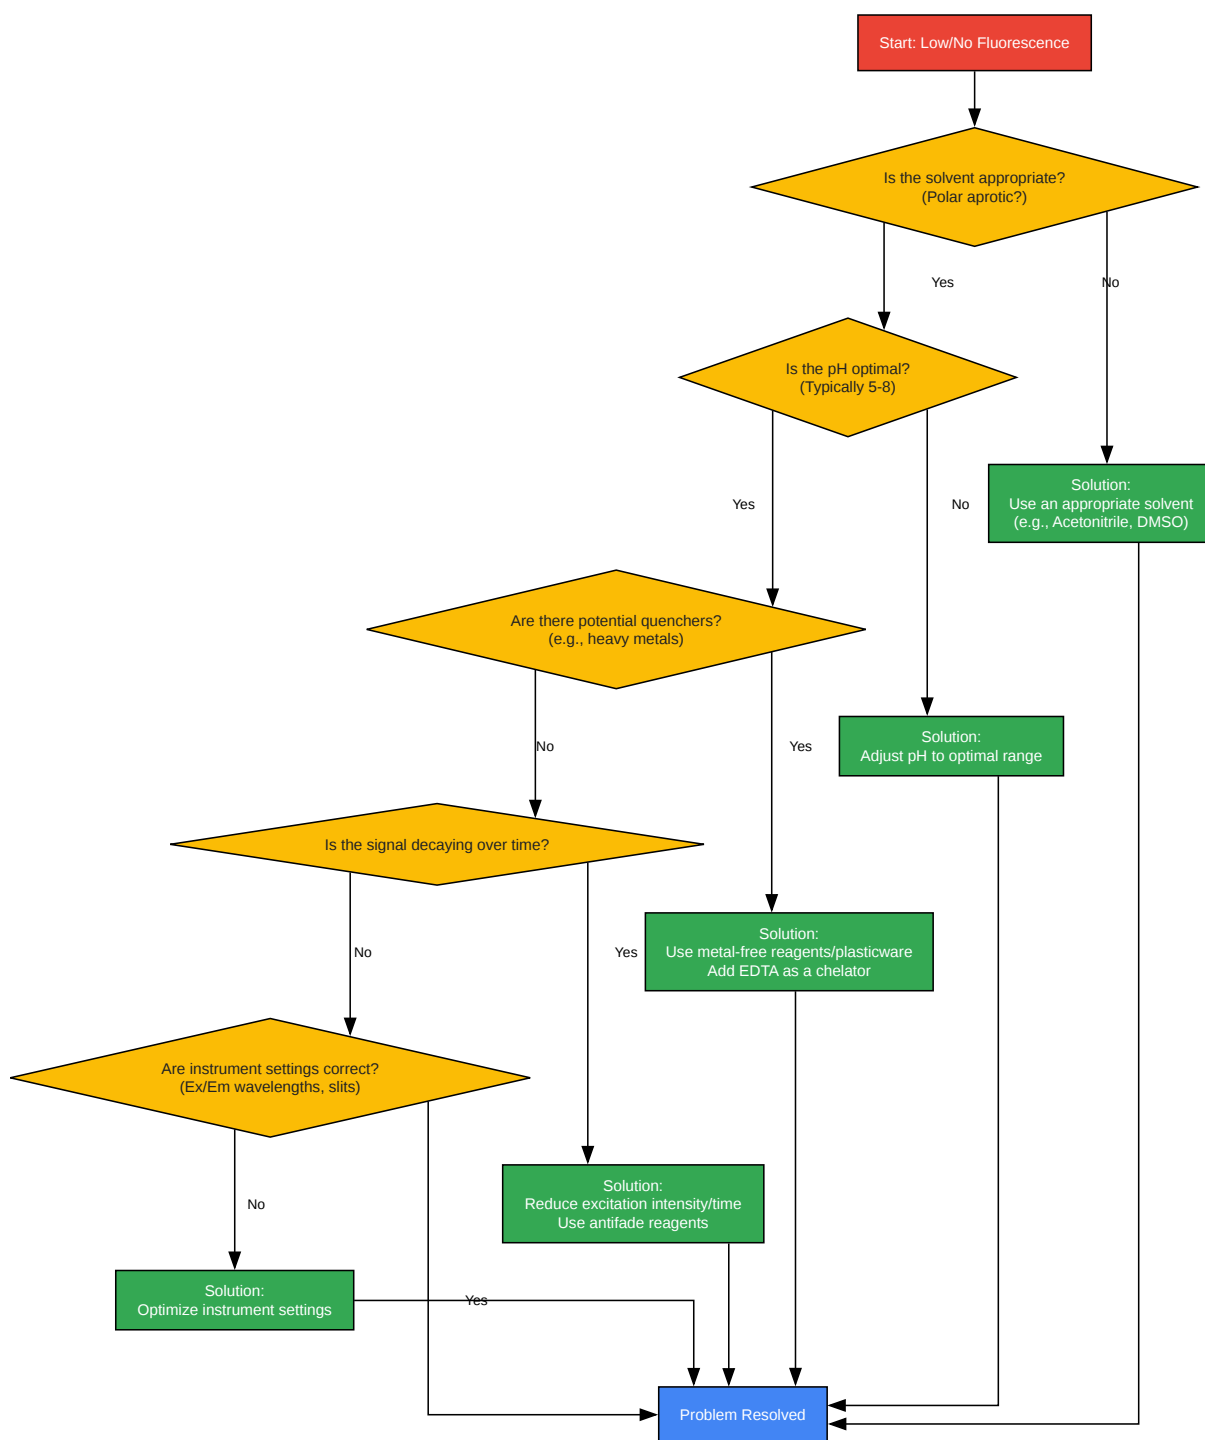 Start: Low/No Fluorescence
Is the solvent appropriate?
(Polar aprotic?)
Yes
No
Is the pH optimal?
(Typically 5-8)
Yes
No
Solution:
Use an appropriate solvent
(e.g., Acetonitrile, DMSO)
Are there potential quenchers?
(e.g., heavy metals)
No
Yes
Solution:
Adjust pH to optimal range
Is the signal decaying over time?
No
Yes
Solution:
Use metal-free reagents/plasticware
Add EDTA as a chelator
Are instrument settings correct?
(Ex/Em wavelengths, slits)
No
Solution:
Reduce excitation intensity/time
Use antifade reagents
Solution:
Optimize instrument settings
Yes
Problem Resolved